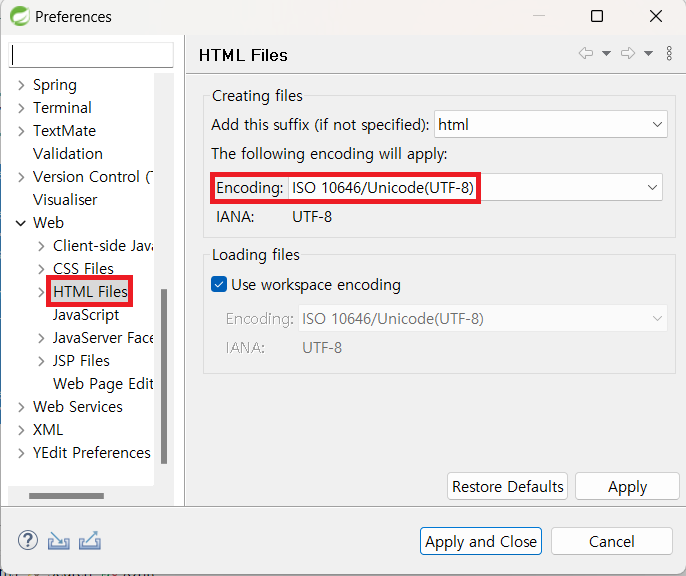 Preferences
HTML Files
Spring
Terminal
TextMate
Validation
Version Control (T
Visualiser
Web
Client-side Java
CSS Files
HTML Files
JavaScript
JavaServer Face
JSP Files
Web Page Edit
Web Services
XML
YEdit Preferences
Creating files
Add this suffix (if not specified): html
The following encoding will apply:
Encoding: ISO 10646/Unicode(UTF-8)
IANA: UTF-8
Loading files
Use workspace encoding
Encoding: ISO 10646/Unicode(UTF-8)
IANA: UTF-8
Restore Defaults
Apply
Apply and Close
Cancel